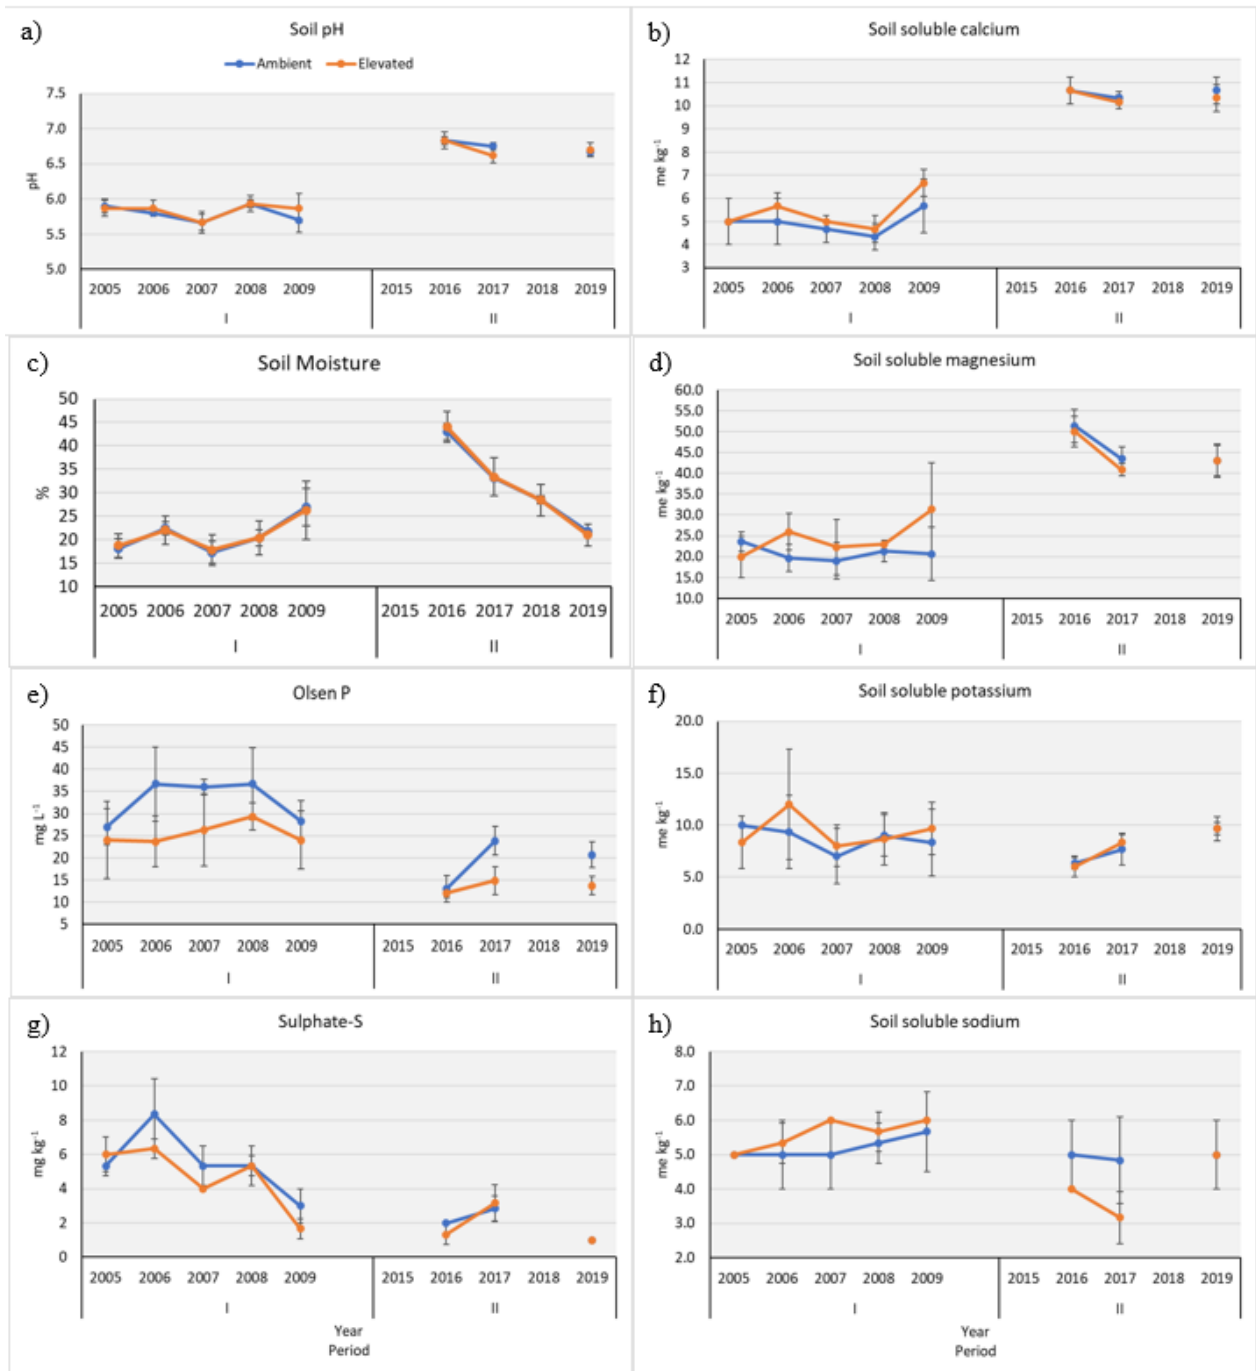 a)
Soil pH
Ambient Elevated
7.5
7.0
6.5
6.0
5.5
5.0
pH
2005 2006 2007 2008 2009 2015 2016 2017 2018 2019
I II
b)
Soil soluble calcium
12
11
10
9
8
7
6
5
4
3
me kg⁻¹
2005 2006 2007 2008 2009 2015 2016 2017 2018 2019
I II
c)
Soil Moisture
50
45
40
35
30
25
20
15
10
%
2005 2006 2007 2008 2009 2015 2016 2017 2018 2019
I II
d)
Soil soluble magnesium
60.0
55.0
50.0
45.0
40.0
35.0
30.0
25.0
20.0
15.0
10.0
me kg⁻¹
2005 2006 2007 2008 2009 2015 2016 2017 2018 2019
I II
e)
Olsen P
50
45
40
35
30
25
20
15
10
5
mg L⁻¹
2005 2006 2007 2008 2009 2015 2016 2017 2018 2019
I II
f)
Soil soluble potassium
20.0
15.0
10.0
5.0
0.0
me kg⁻¹
2005 2006 2007 2008 2009 2015 2016 2017 2018 2019
I II
g)
Sulphate-S
12
10
8
6
4
2
0
mg kg⁻¹
2005 2006 2007 2008 2009 2015 2016 2017 2018 2019
I II
Year
Period
h)
Soil soluble sodium
8.0
7.0
6.0
5.0
4.0
3.0
2.0
me kg⁻¹
2005 2006 2007 2008 2009 2015 2016 2017 2018 2019
I II
Year
Period